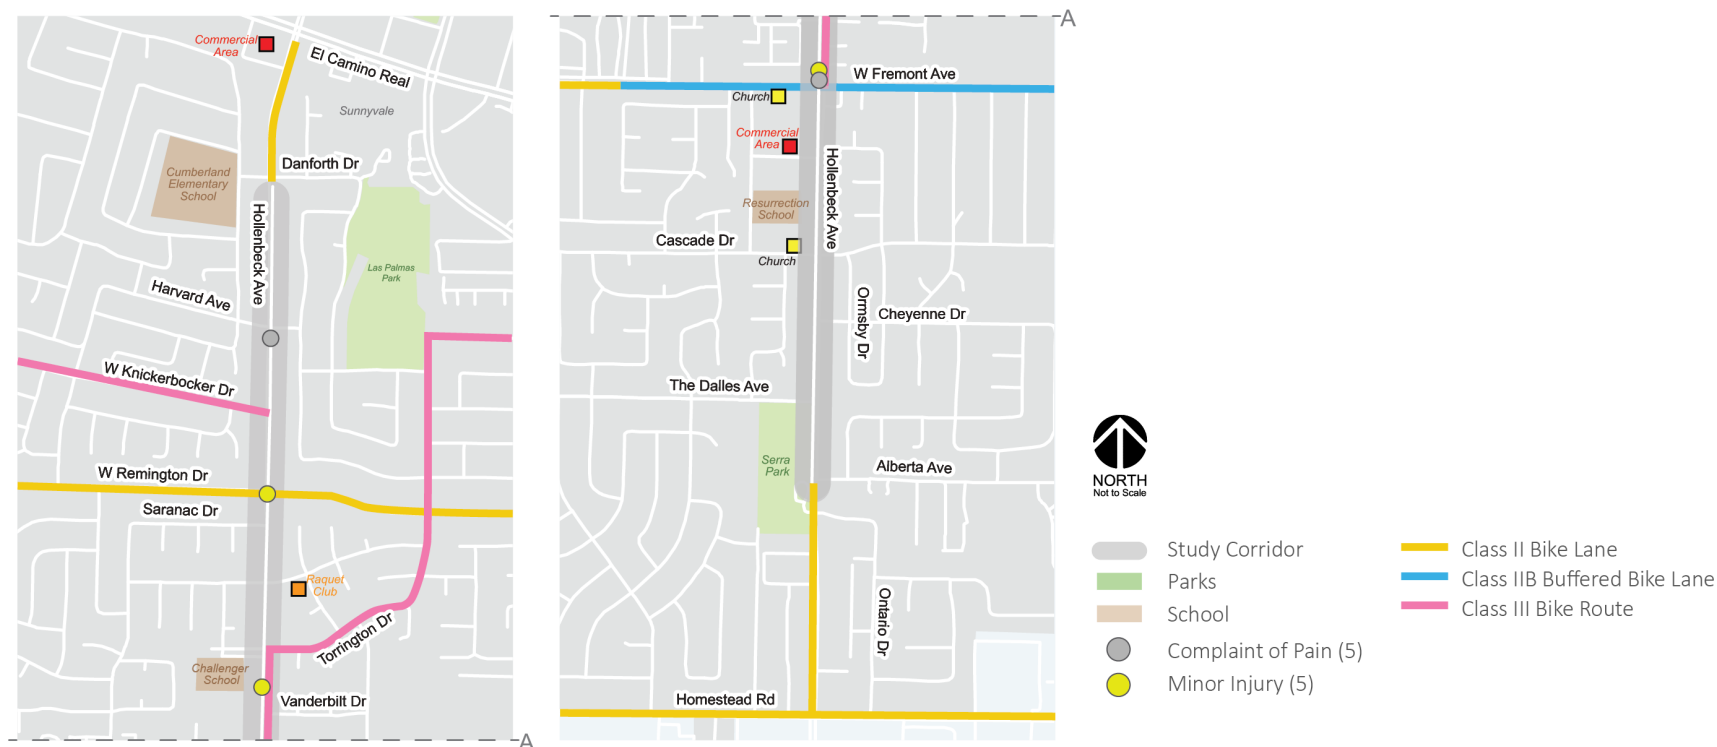 Commercial
Area
El Camino Real
Sunnyvale
Danforth Dr
Cumberland
Elementary
School
Hollenbeck Ave
Las Palmas
Park
Harvard Ave
W Knickerbocker Dr
W Remington Dr
Saranac Dr
Raquet
Club
Torrington Dr
Challenger
School
Vanderbilt Dr
A
A
W Fremont Ave
Church
Commercial
Area
Hollenbeck Ave
Resurrection
School
Cascade Dr
Church
Ormsby Dr
Cheyenne Dr
The Dalles Ave
Serra
Park
Alberta Ave
Ontario Dr
Homestead Rd
NORTH
Not to Scale
Study Corridor
Parks
School
Complaint of Pain (5)
Minor Injury (5)
Class II Bike Lane
Class IIB Buffered Bike Lane
Class III Bike Route